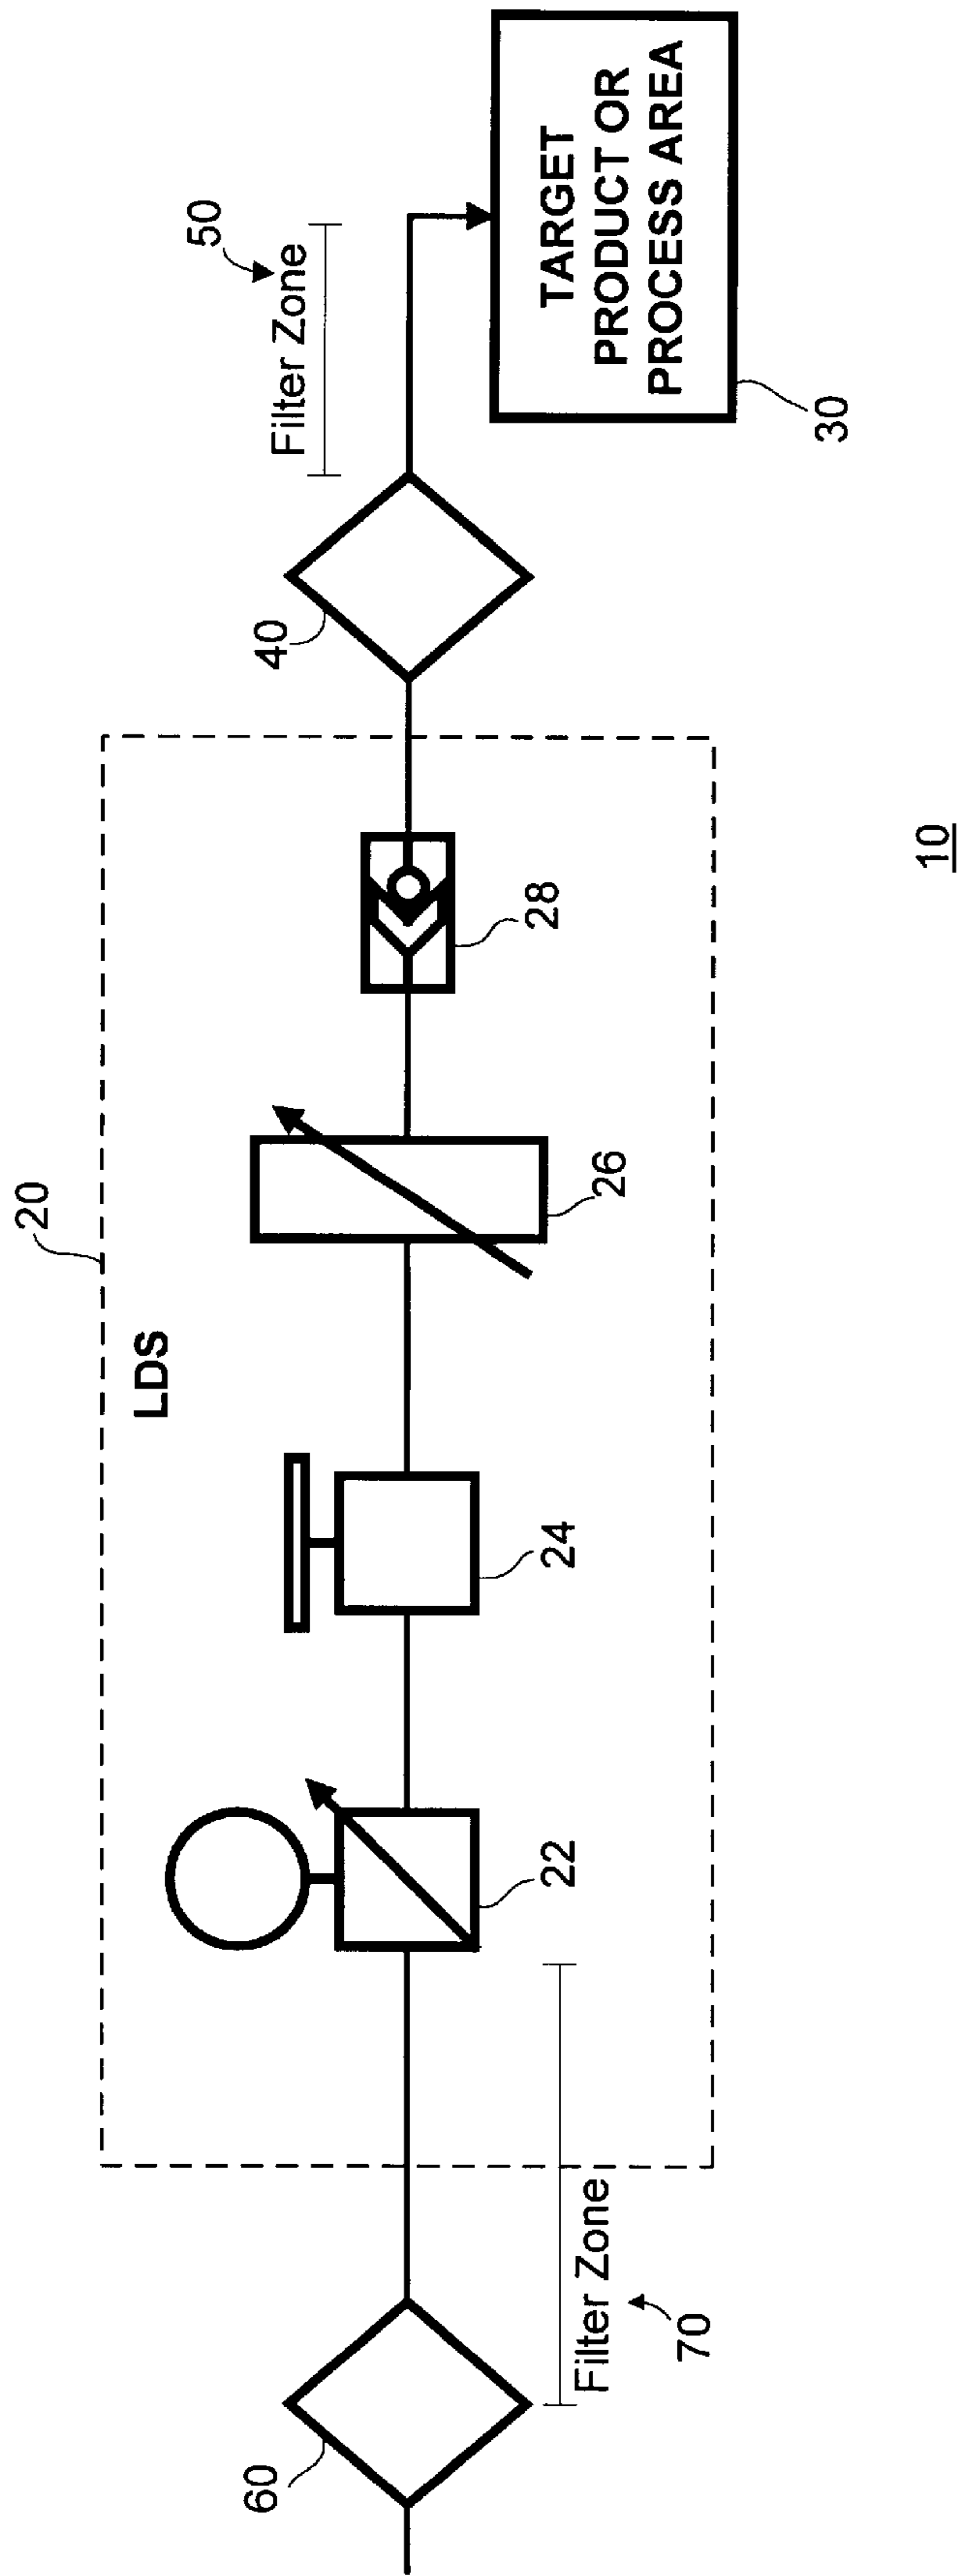 20
LDS
50
Filter Zone
40
TARGET
PRODUCT OR
PROCESS AREA
30
60
22
24
26
28
Filter Zone
70
10